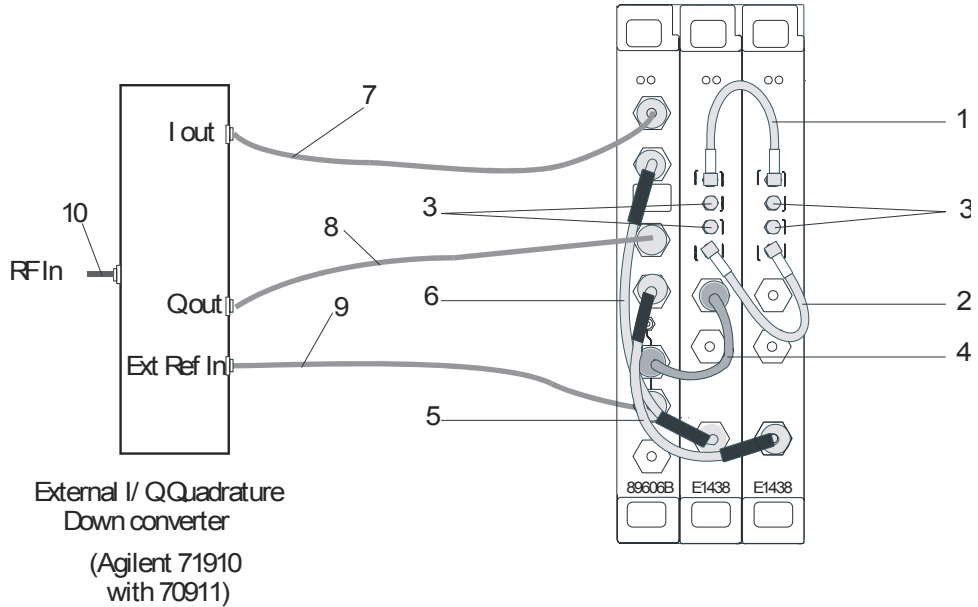 I out
7
1
10
3
3
8
RF In
6
2
Q out
9
4
Ext Ref In
5
89606B
E1438
E1438
External I/ Q Quadrature
Down converter
(Agilent 71910
with 70911)